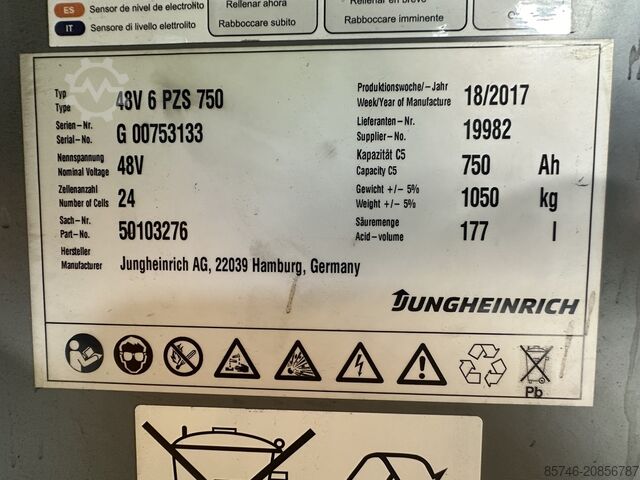 ES Sensor de nivel de electrolito
Rellenar ahora
Rellenar en breve
IT Sensore di livello elettrolito
Rabboccare subito
Rabboccare imminente
Typ
Type 48V 6 PZS 750
Produktionswoche/-Jahr
Week/Year of Manufacture 18/2017
Serien-Nr.
Serial-No. G 00753133
Lieferanten-Nr.
Supplier-No. 19982
Nennspannung
Nominal Voltage 48V
Kapazität C5
Capacity C5 750 Ah
Zellenanzahl
Number of Cells 24
Gewicht +/- 5%
Weight +/- 5% 1050 kg
Sach-Nr.
Part-No. 50103276
Säuremenge
Acid-volume 177 l
Hersteller
Manufacturer Jungheinrich AG, 22039 Hamburg, Germany
JUNGHEINRICH
Pb
85746-20856787